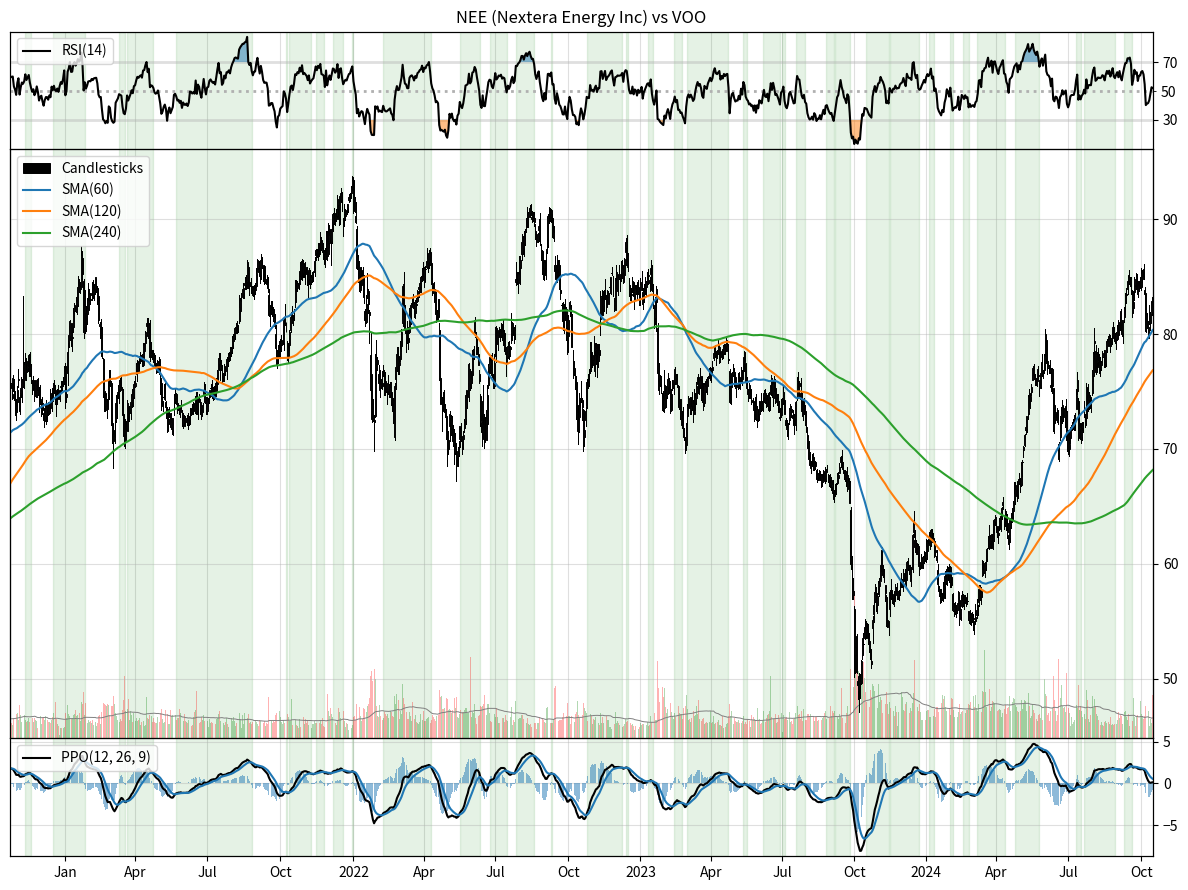 NEE (Nextera Energy Inc) vs VOO
RSI(14)
70
50
30
Candlesticks
SMA(60)
SMA(120)
SMA(240)
90
80
70
60
50
PPO(12, 26, 9)
5
0
−5
Jan Apr Jul Oct 2022 Apr Jul Oct 2023 Apr Jul Oct 2024 Apr Jul Oct